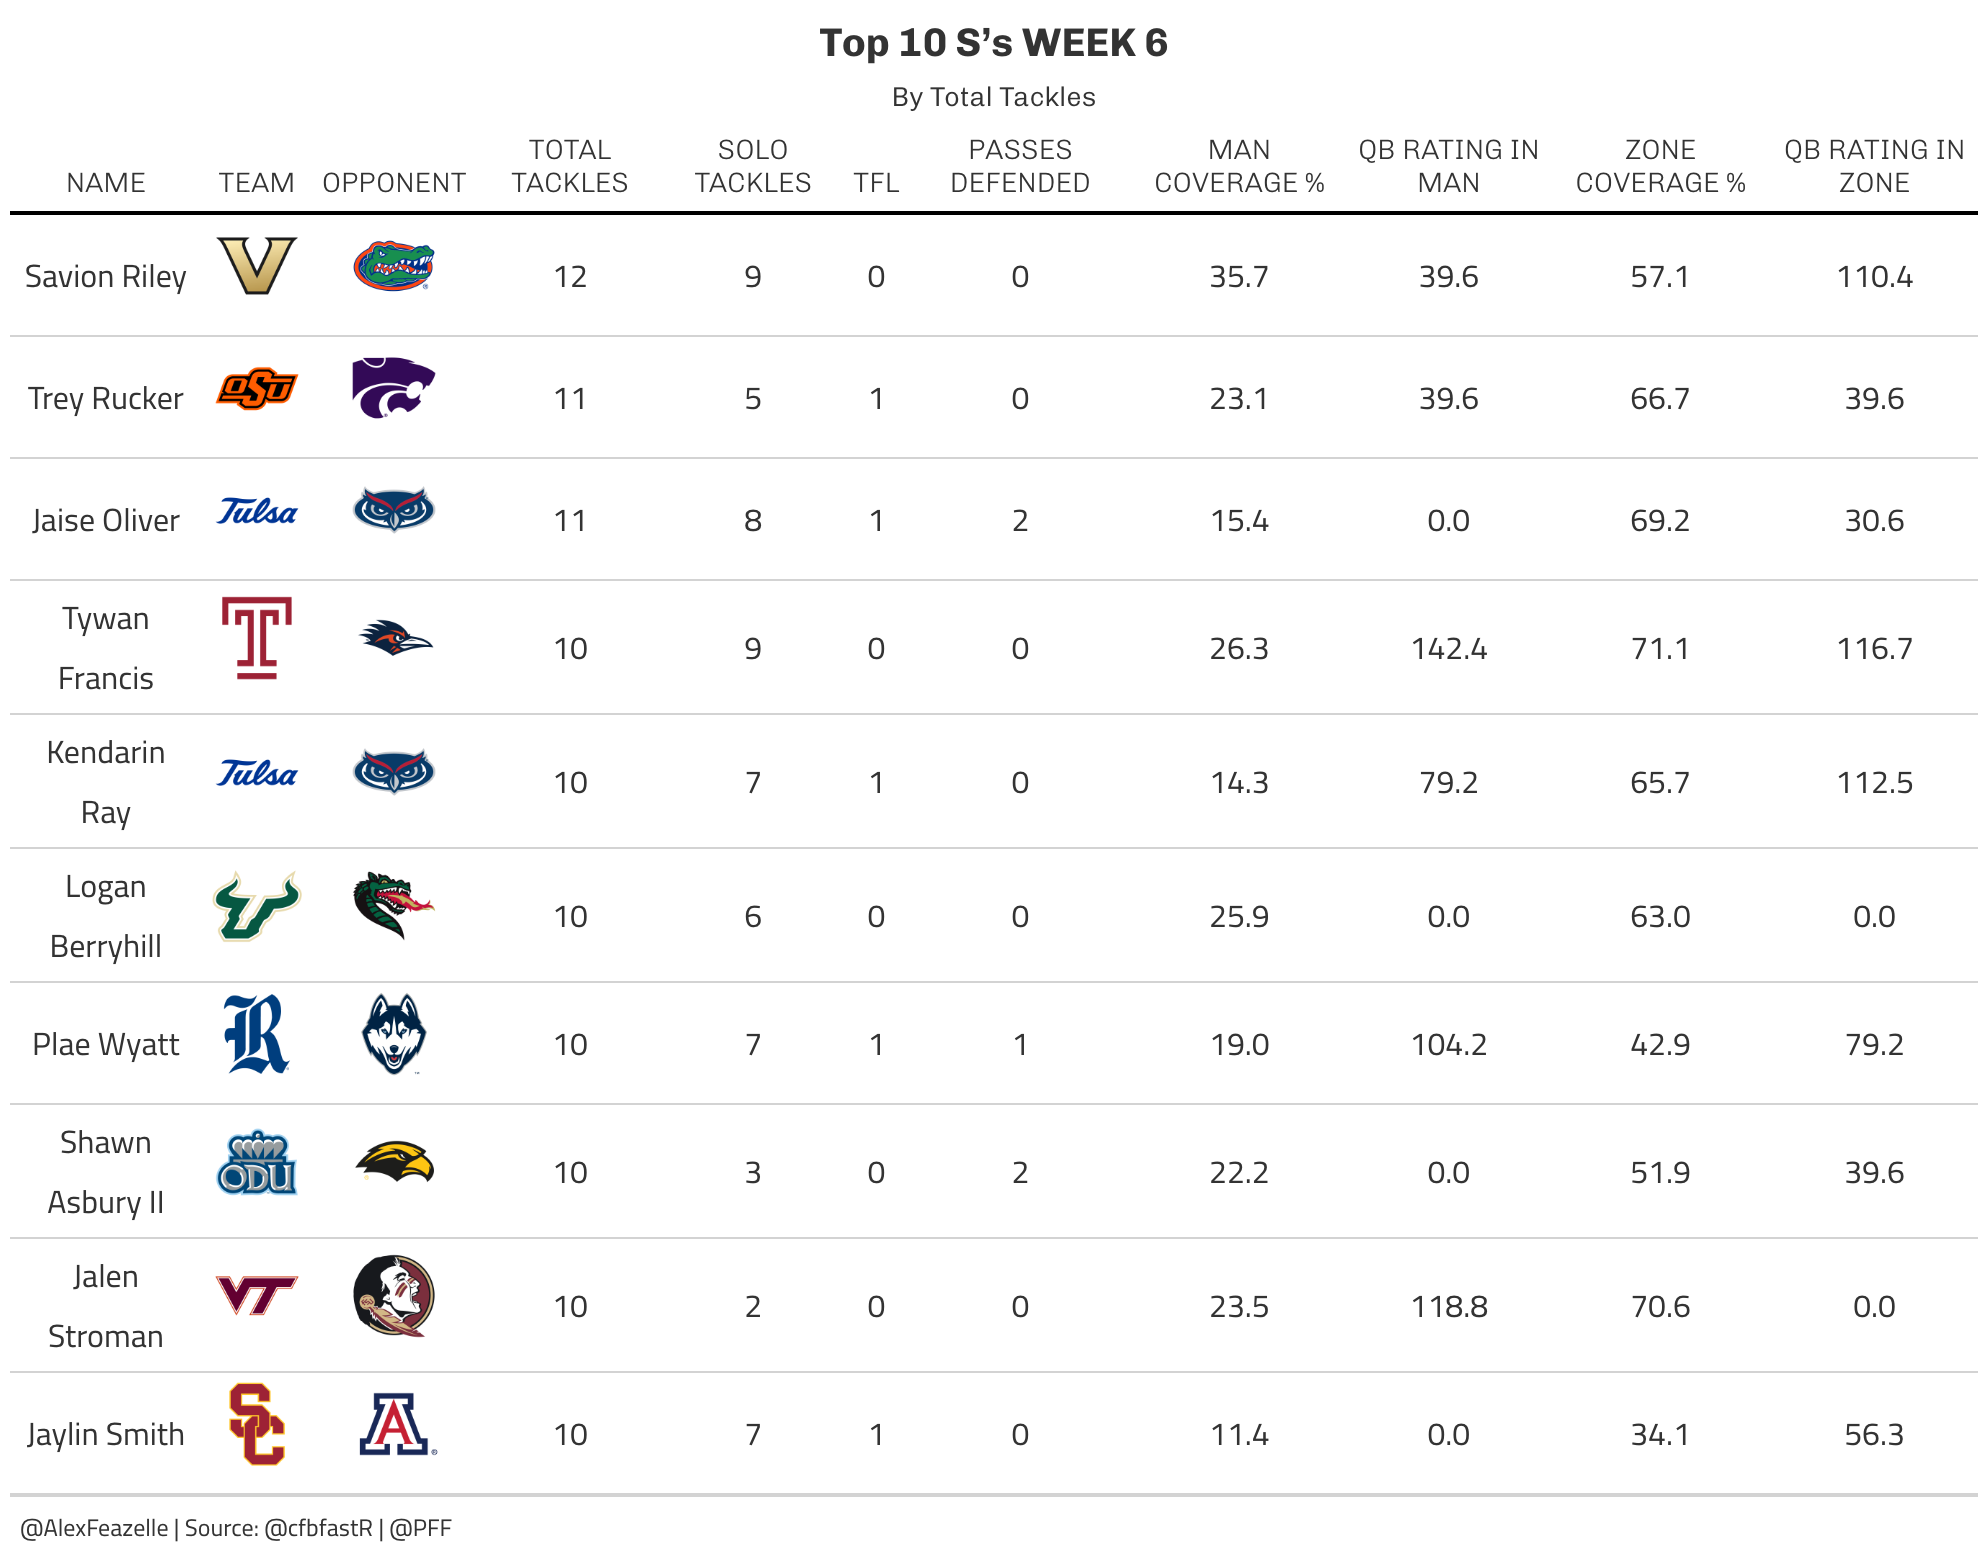 Top 10 S’s WEEK 6
By Total Tackles
NAME TEAM OPPONENT TOTAL TACKLES SOLO TACKLES TFL PASSES DEFENDED MAN COVERAGE % QB RATING IN MAN ZONE COVERAGE % QB RATING IN ZONE
Savion Riley V 12 9 0 0 35.7 39.6 57.1 110.4
Trey Rucker OSU 11 5 1 0 23.1 39.6 66.7 39.6
Jaise Oliver Tulsa 11 8 1 2 15.4 0.0 69.2 30.6
Tywan Francis T 10 9 0 0 26.3 142.4 71.1 116.7
Kendarin Ray Tulsa 10 7 1 0 14.3 79.2 65.7 112.5
Logan Berryhill 10 6 0 0 25.9 0.0 63.0 0.0
Plae Wyatt R 10 7 1 1 19.0 104.2 42.9 79.2
Shawn Asbury II ODU 10 3 0 2 22.2 0.0 51.9 39.6
Jalen Stroman VT 10 2 0 0 23.5 118.8 70.6 0.0
Jaylin Smith SC A 10 7 1 0 11.4 0.0 34.1 56.3
@AlexFeazelle | Source: @cfbfastR | @PFF